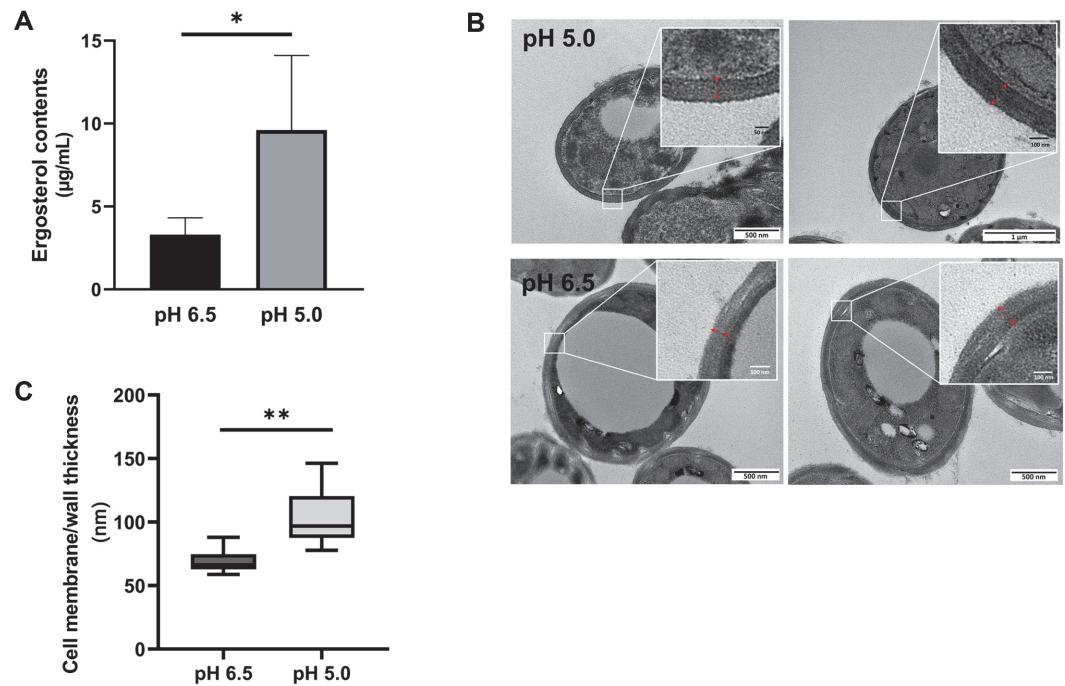 A
*
15
10
5
0
Ergosterol contents
(µg/mL)
pH 6.5
pH 5.0
B
pH 5.0
50 nm
500 nm
100 nm
1 µm
pH 6.5
100 nm
500 nm
100 nm
500 nm
C
**
200
150
100
50
0
Cell membrane/wall thickness
(nm)
pH 6.5
pH 5.0